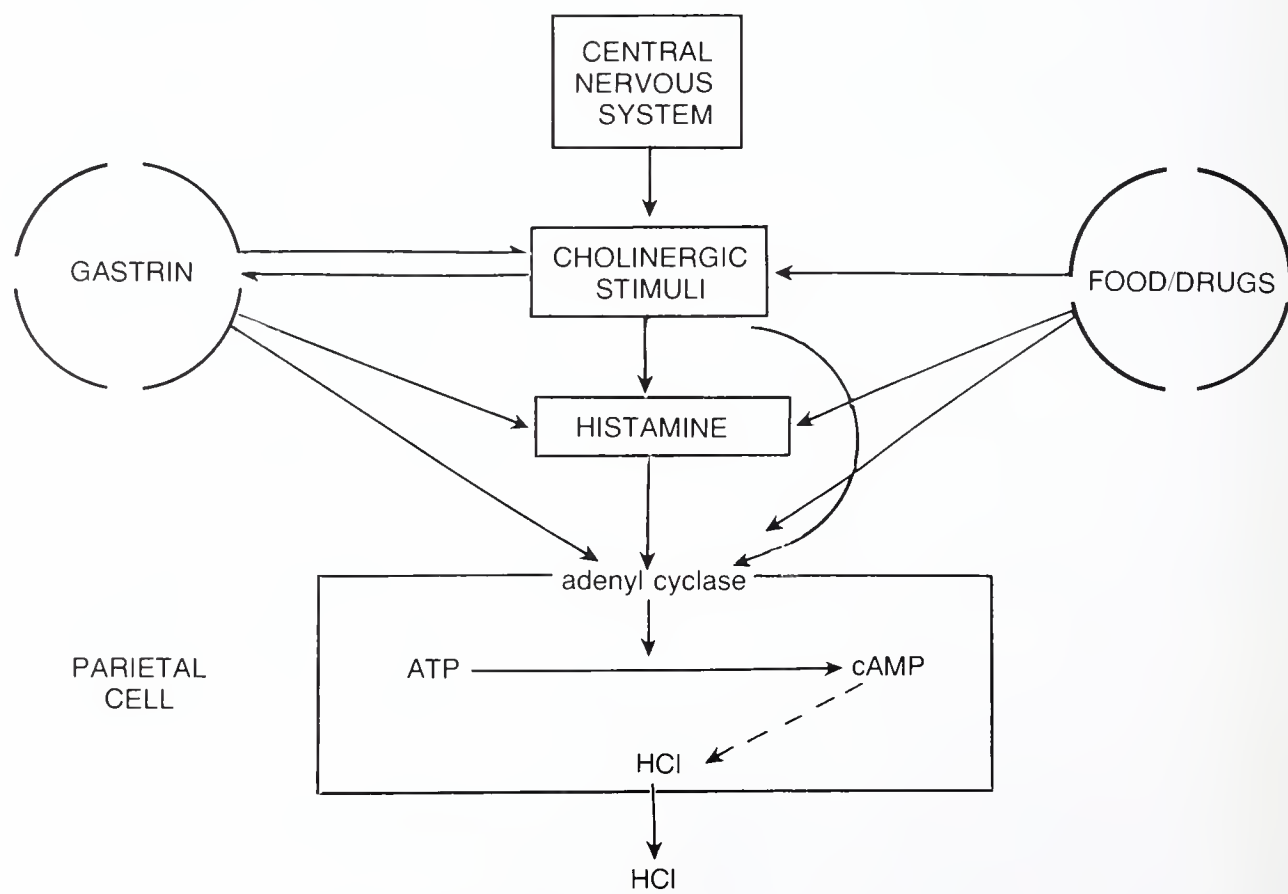 CENTRAL
NERVOUS
SYSTEM
GASTRIN
CHOLINERGIC
STIMULI
FOOD/DRUGS
HISTAMINE
adenyl cyclase
PARIETAL
CELL
ATP
cAMP
HCl
HCl